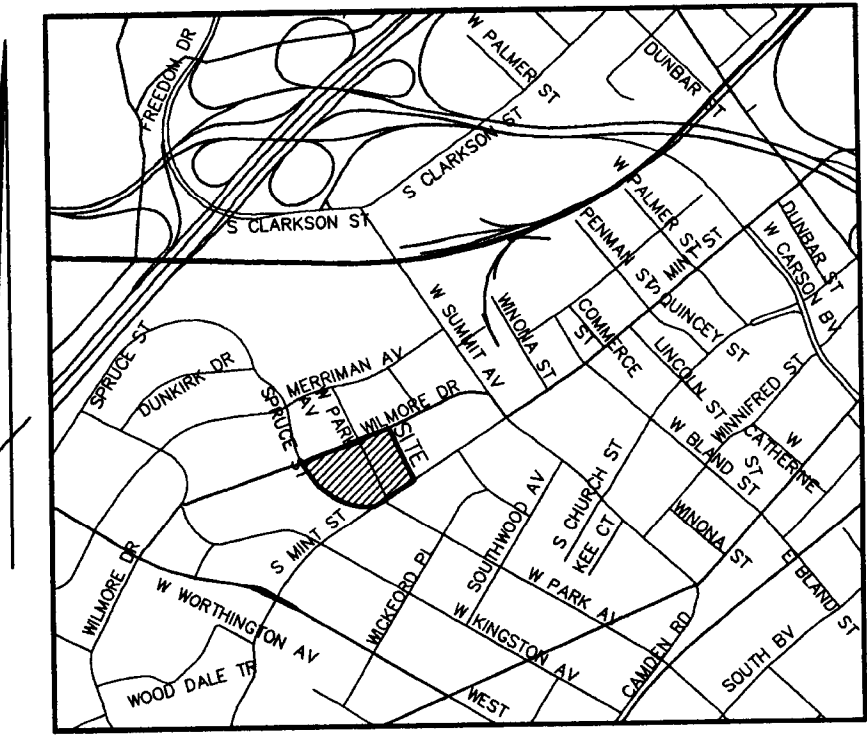 FREEDOM DR
W PALMER ST
DUNBAR ST
S CLARKSON ST
S CLARKSON ST
W PALMER ST
S MINT ST
PENMAN ST
DUNBAR ST
W CARSON BV
S QUINCEY ST
W SUMMIT AV
WINONA ST
COMMERCE
ST
SPRUCE ST
DUNKIRK DR
MERRIMAN AV
SPRUCE ST
W PARK
AV
WILMORE DR
SITE
LINCOLN ST
WINNIFRED ST
W BLAND ST
W
CATHERINE
ST
S MINT ST
SOUTHWOOD AV
S CHURCH ST
KEE CT
WINONA ST
E BLAND ST
WILMORE DR
W WORTHINGTON AV
WICKFORD PL
W PARK AV
W KINGSTON AV
CAMDEN RD
SOUTH BV
WOOD DALE TR
WEST